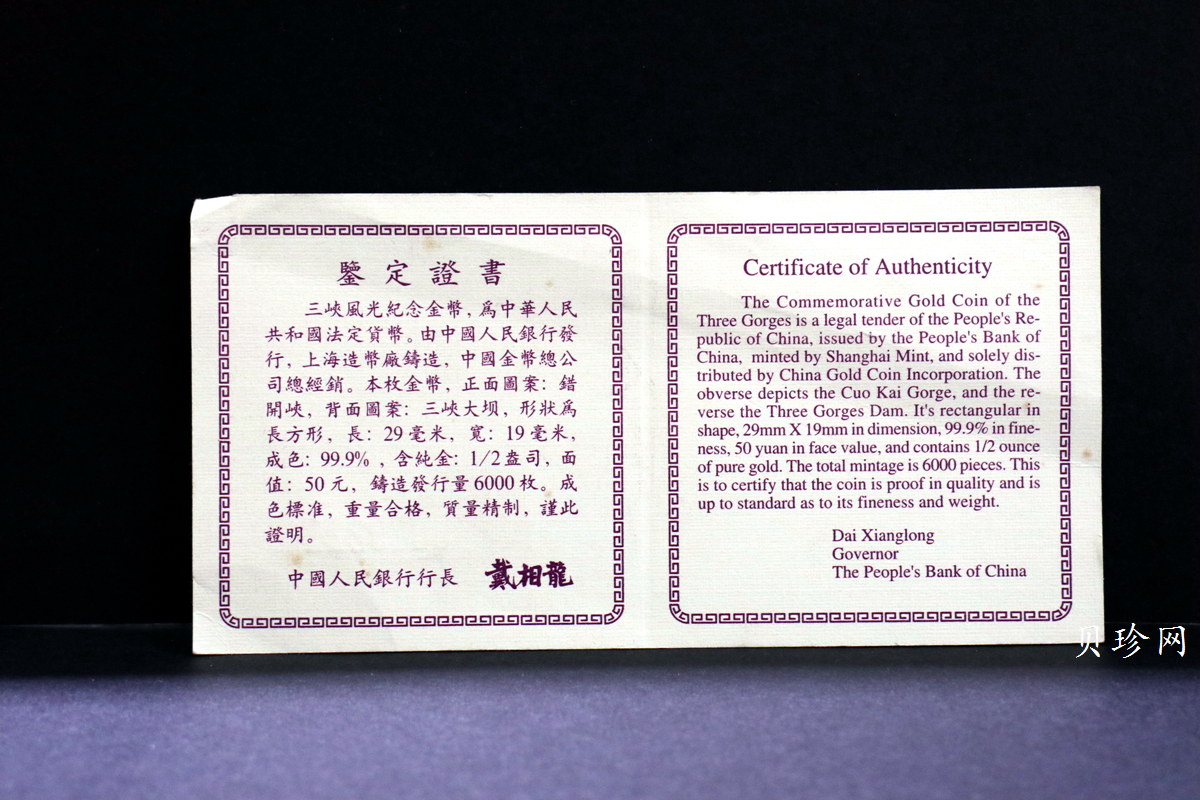 鑒定證書
三峽風光紀念金幣，爲中華人民
共和國法定貨幣。由中國人民銀行發
行，上海造幣廠鑄造，中國金幣總公
司總經銷。本枚金幣，正面圖案：錯
開峽，背面圖案：三峽大坝，形狀爲
長方形，長：29毫米，寬：19毫米，
成色：99.9%，含純金：1/2盎司，面
值：50元，鑄造發行量6000枚。成
色標准，重量合格，質量精制，謹此
證明。
中國人民銀行行長 戴相龍
Certificate of Authenticity
The Commemorative Gold Coin of the
Three Gorges is a legal tender of the People's Re-
public of China, issued by the People's Bank of
China, minted by Shanghai Mint, and solely dis-
tributed by China Gold Coin Incorporation. The
obverse depicts the Cuo Kai Gorge, and the re-
verse the Three Gorges Dam. It's rectangular in
shape, 29mm X 19mm in dimension, 99.9% in fine-
ness, 50 yuan in face value, and contains 1/2 ounce
of pure gold. The total mintage is 6000 pieces. This
is to certify that the coin is proof in quality and is
up to standard as to its fineness and weight.
Dai Xianglong
Governor
The People's Bank of China
贝珍网